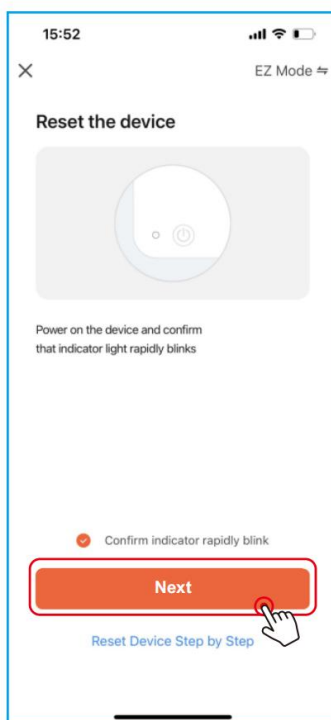 15:52
EZ Mode ⇋
Reset the device
Power on the device and confirm
that indicator light rapidly blinks
Confirm indicator rapidly blink
Next
Reset Device Step by Step